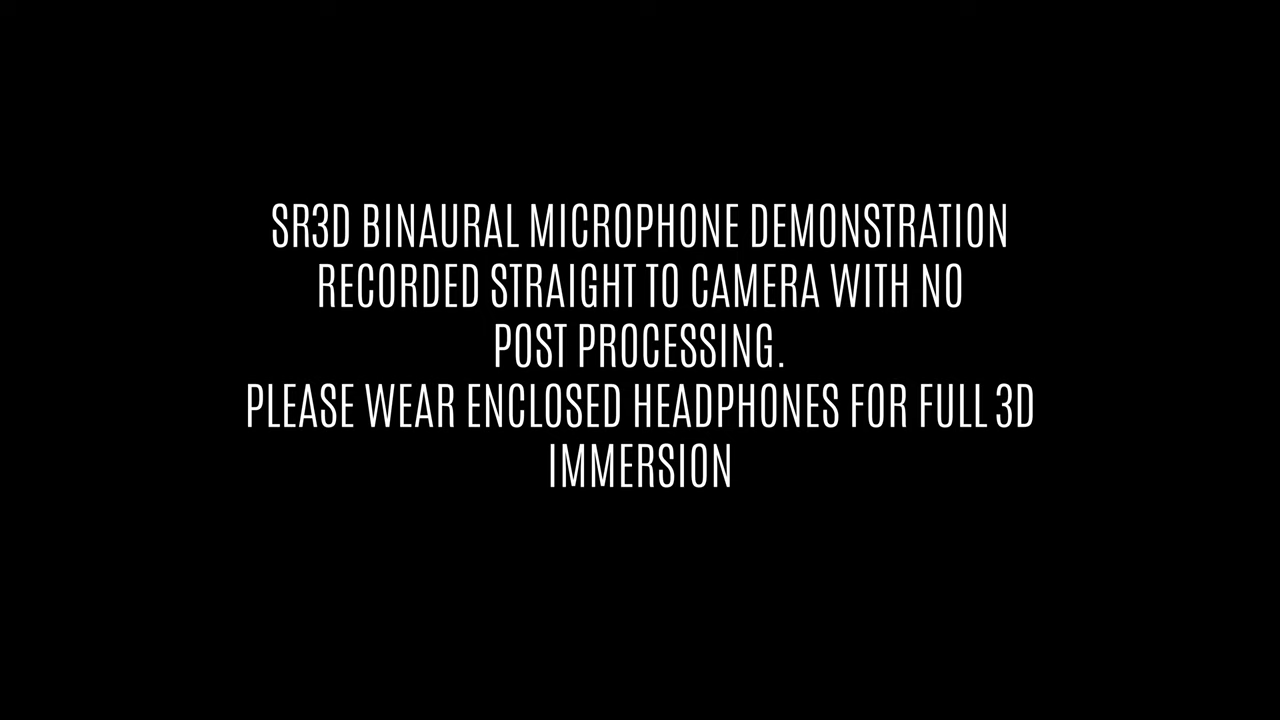 SR3D BINAURAL MICROPHONE DEMONSTRATION
RECORDED STRAIGHT TO CAMERA WITH NO
POST PROCESSING.
PLEASE WEAR ENCLOSED HEADPHONES FOR FULL 3D
IMMERSION